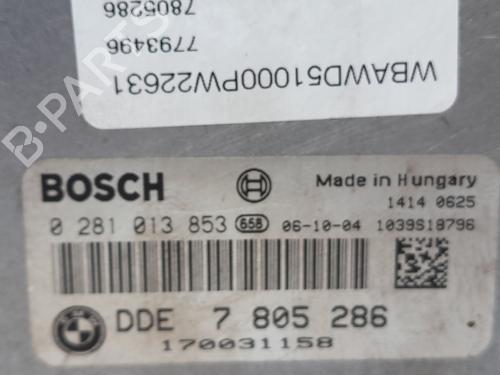 7805286
7793496
WBAWD51000PW22631
BOSCH
Made in Hungary
1414 0625
0 281 013 853 658 06-10-04 1039S18796
DDE 7 805 286
170031158
B-PARTS